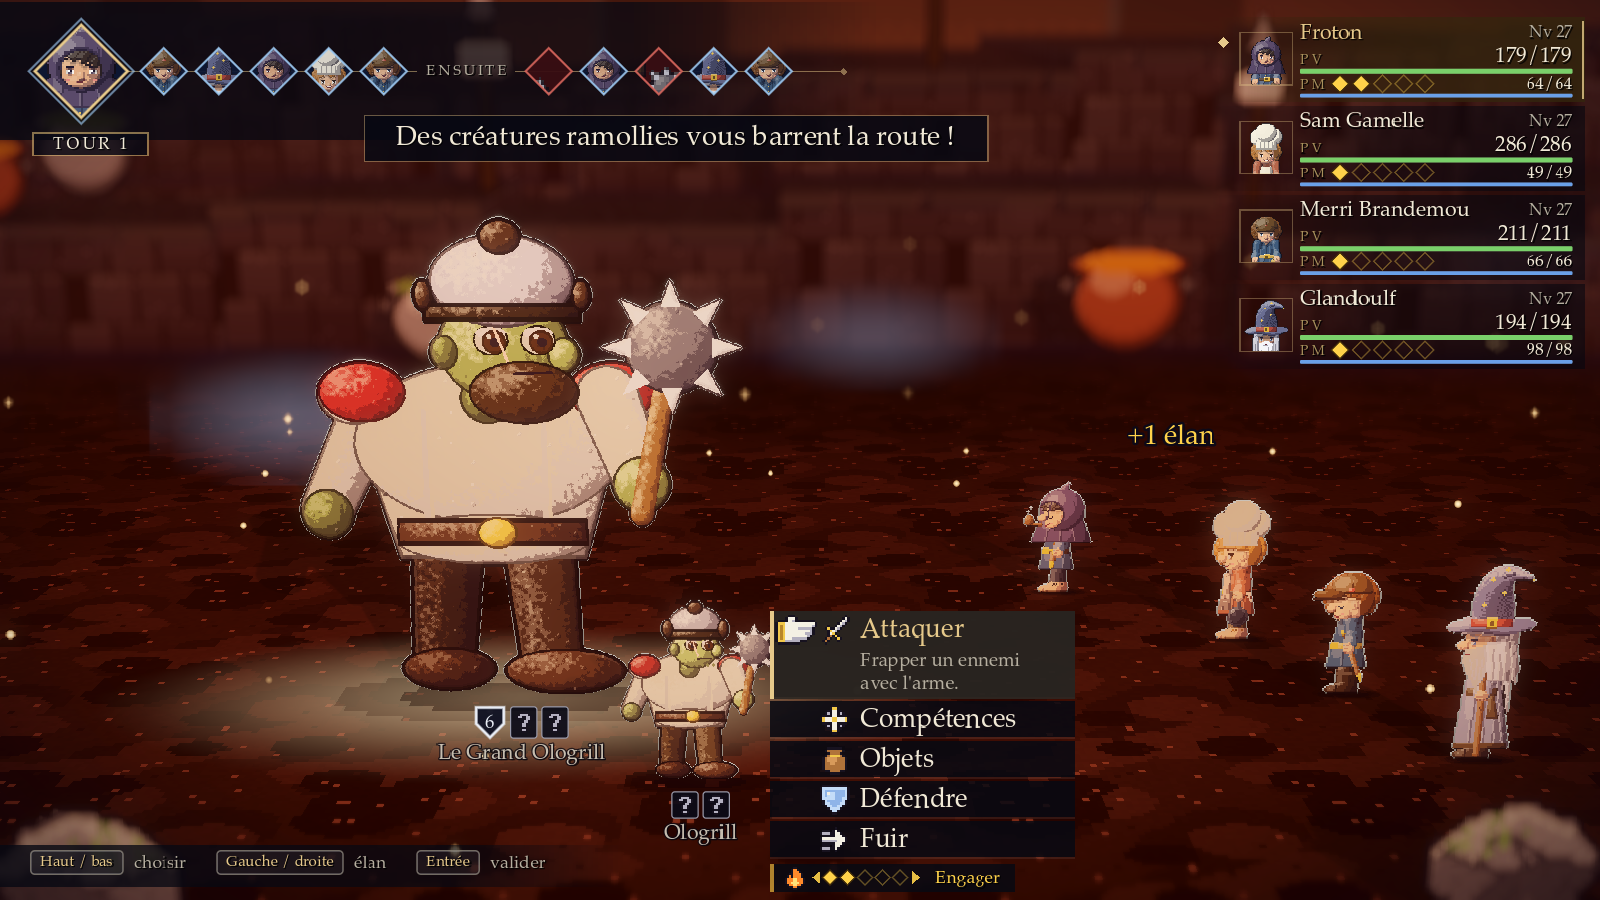 ENSUITE
TOUR 1
Des créatures ramollies vous barrent la route !
Froton Nv 27
PV 179/179
PM 64/64
Sam Gamelle Nv 27
PV 286/286
PM 49/49
Merri Brandemou Nv 27
PV 211/211
PM 66/66
Glandoulf Nv 27
PV 194/194
PM 98/98
+1 élan
Attaquer
Frapper un ennemi
avec l'arme.
Compétences
Objets
Défendre
Fuir
Engager
6 ? ?
Le Grand Ologrill
? ?
Ologrill
Haut / bas choisir Gauche / droite élan Entrée valider